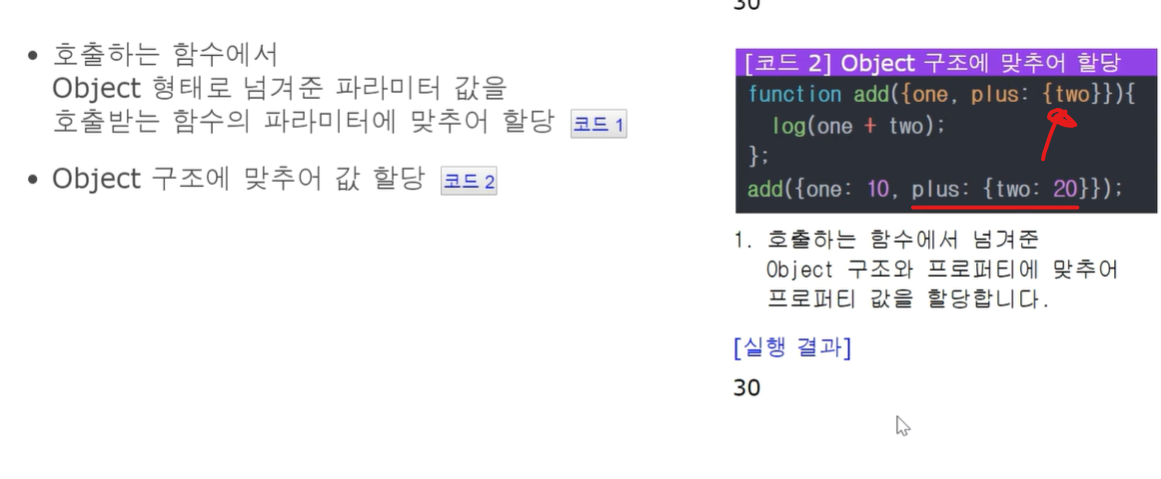 • 호출하는 함수에서
Object 형태로 넘겨준 파라미터 값을
호출받는 함수의 파라미터에 맞추어 할당 코드 1
• Object 구조에 맞추어 값 할당 코드 2
30
[코드 2] Object 구조에 맞추어 할당
function add({one, plus: {two}}){
log(one + two);
};
add({one: 10, plus: {two: 20}});
1. 호출하는 함수에서 넘겨준
Object 구조와 프로퍼티에 맞추어
프로퍼티 값을 할당합니다.
[실행 결과]
30